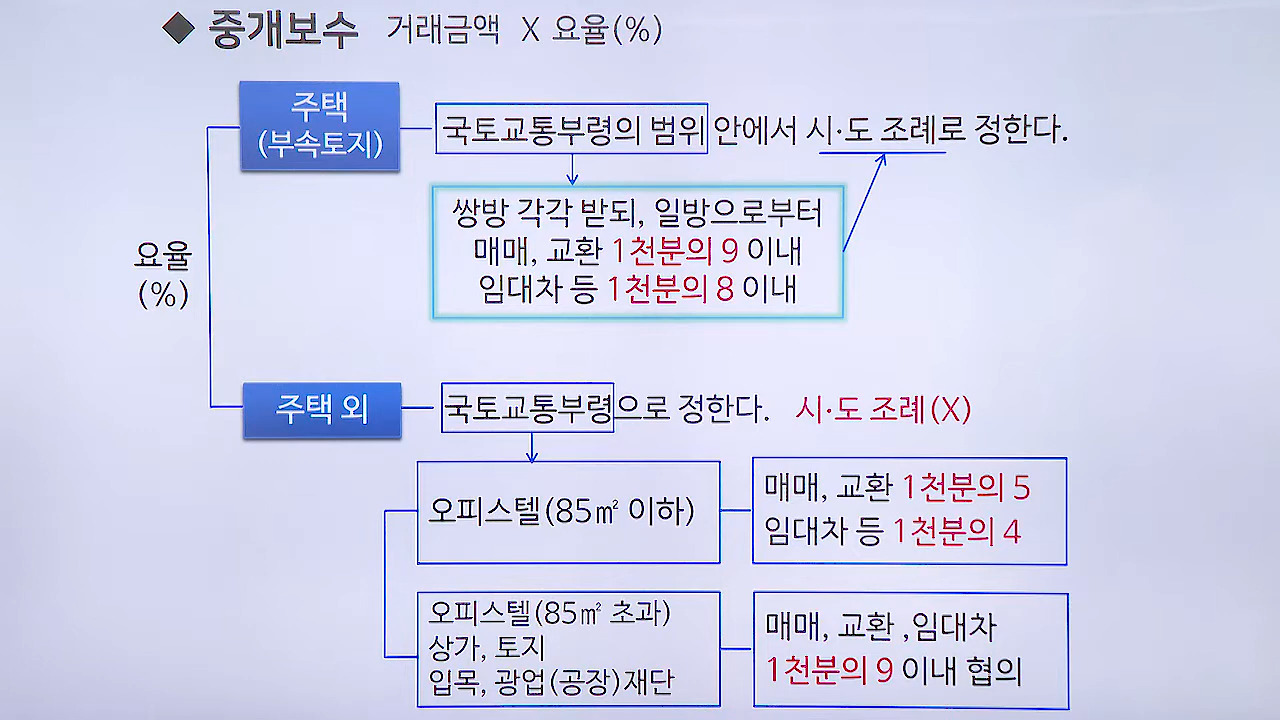 ◆ 중개보수 거래금액 X 요율(%)
주택
(부속토지)
국토교통부령의 범위 안에서 시·도 조례로 정한다.
쌍방 각각 받되, 일방으로부터
매매, 교환 1천분의 9 이내
임대차 등 1천분의 8 이내
요율
(%)
주택 외
국토교통부령으로 정한다. 시·도 조례(X)
오피스텔(85㎡ 이하)
매매, 교환 1천분의 5
임대차 등 1천분의 4
오피스텔(85㎡ 초과)
상가, 토지
입목, 광업(공장)재단
매매, 교환 ,임대차
1천분의 9 이내 협의